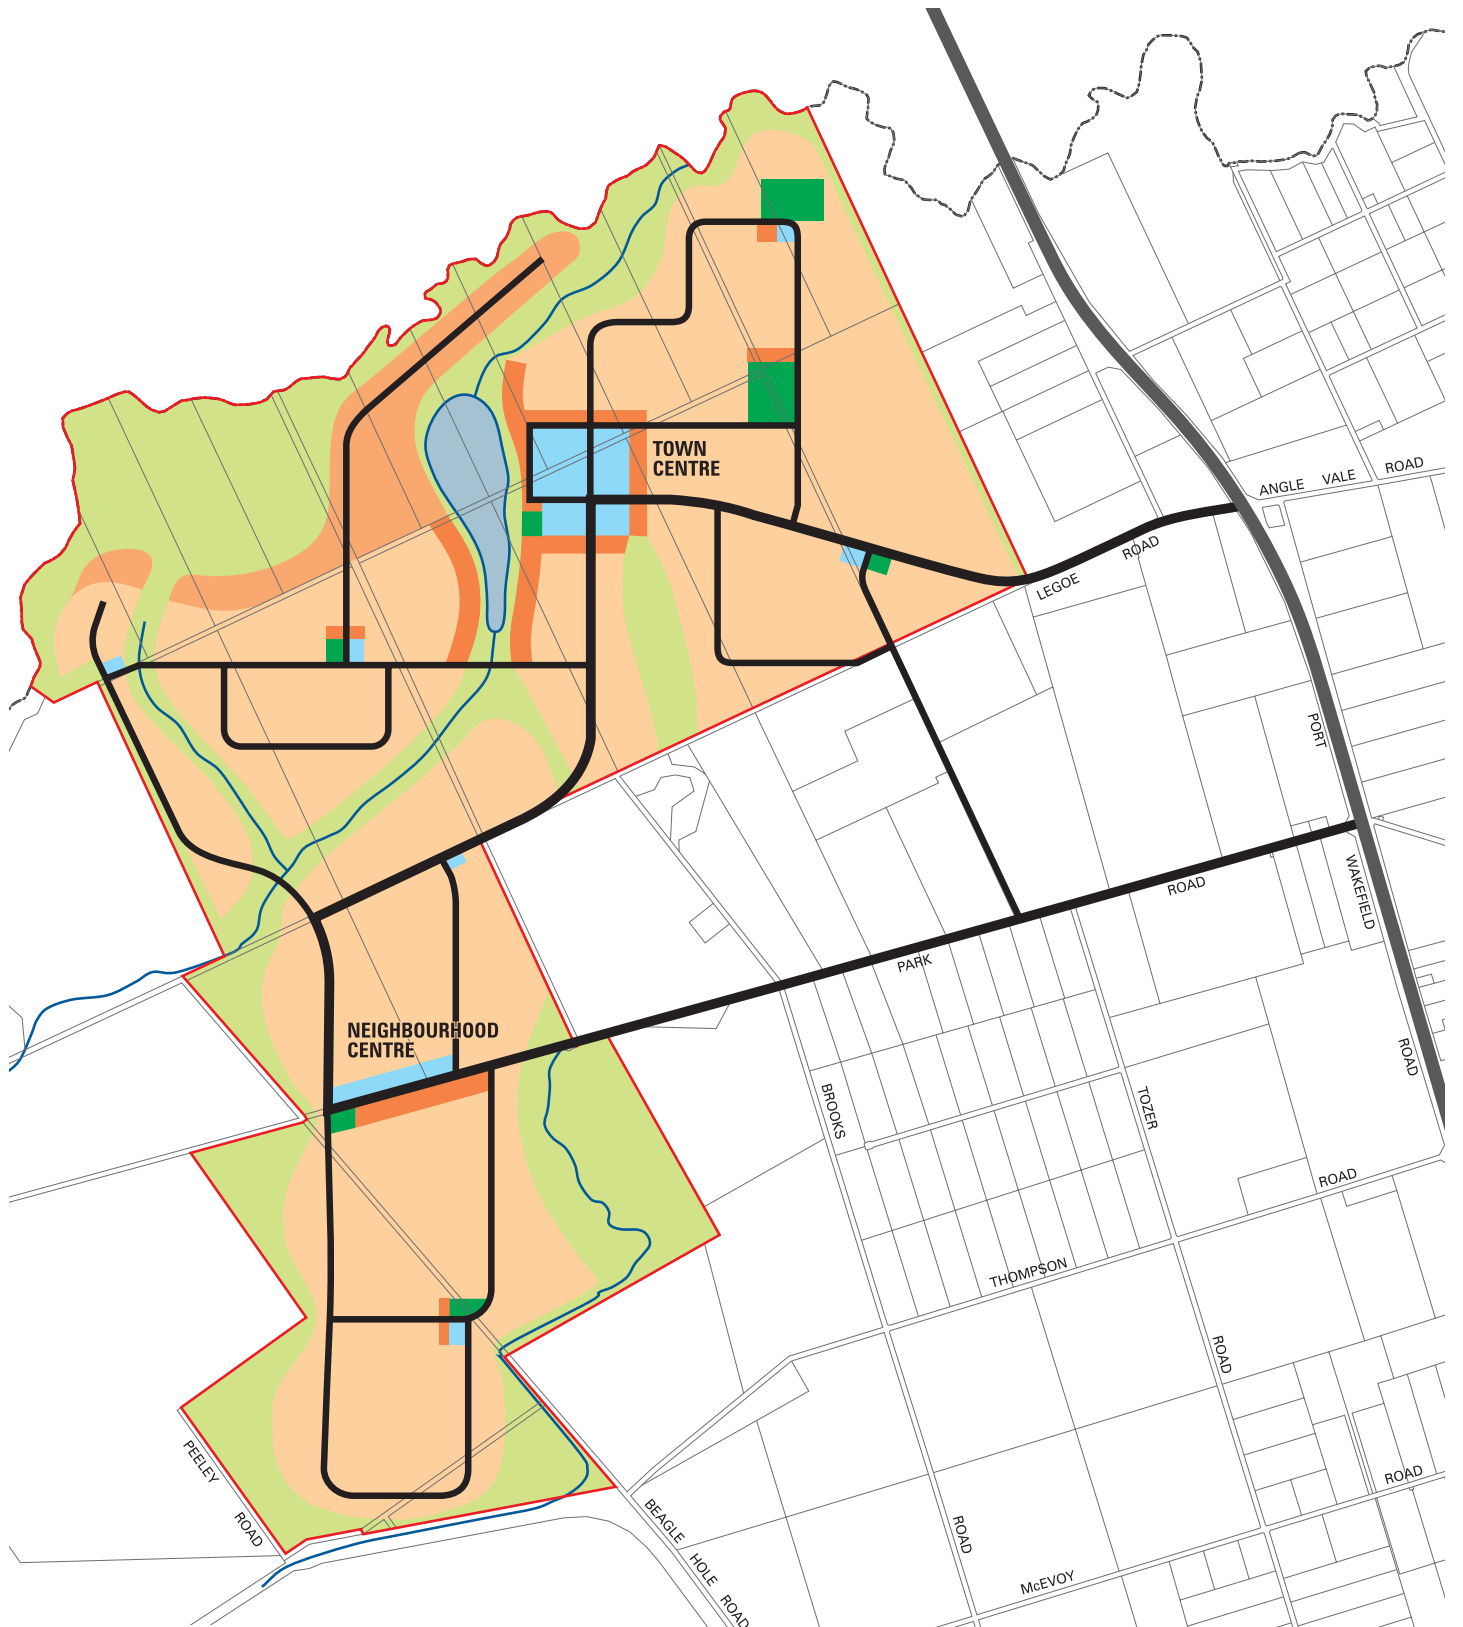 TOWN
CENTRE
ANGLE VALE ROAD
LEGOE ROAD
PORT WAKEFIELD ROAD
PARK ROAD
NEIGHBOURHOOD
CENTRE
BROOKS ROAD
TOZER ROAD
THOMPSON ROAD
PEELEY ROAD
BEAGLE HOLE ROAD
McEVOY ROAD